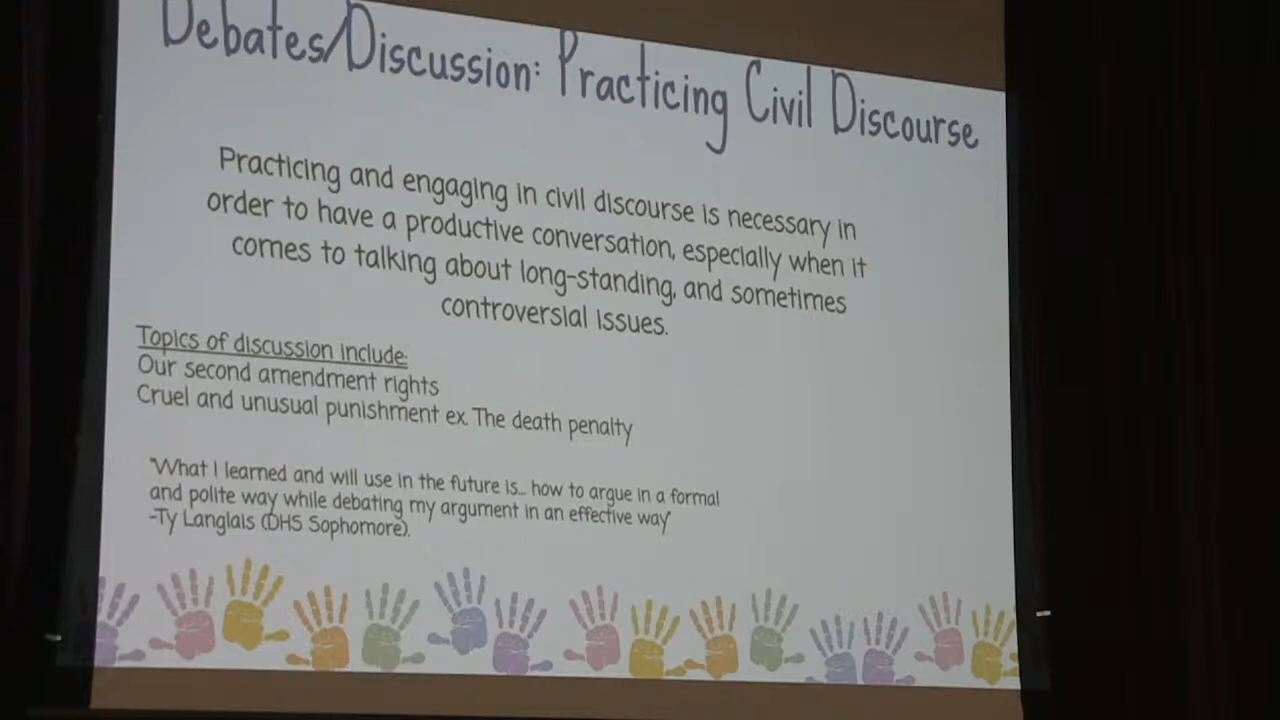 Debates/Discussion: Practicing Civil Discourse
Practicing and engaging in civil discourse is necessary in
order to have a productive conversation, especially when it
comes to talking about long-standing, and sometimes
controversial issues.
Topics of discussion include:
Our second amendment rights
Cruel and unusual punishment ex. The death penalty
"What I learned and will use in the future is... how to argue in a formal
and polite way while debating my argument in an effective way"
-Ty Langlais (DHS Sophomore).